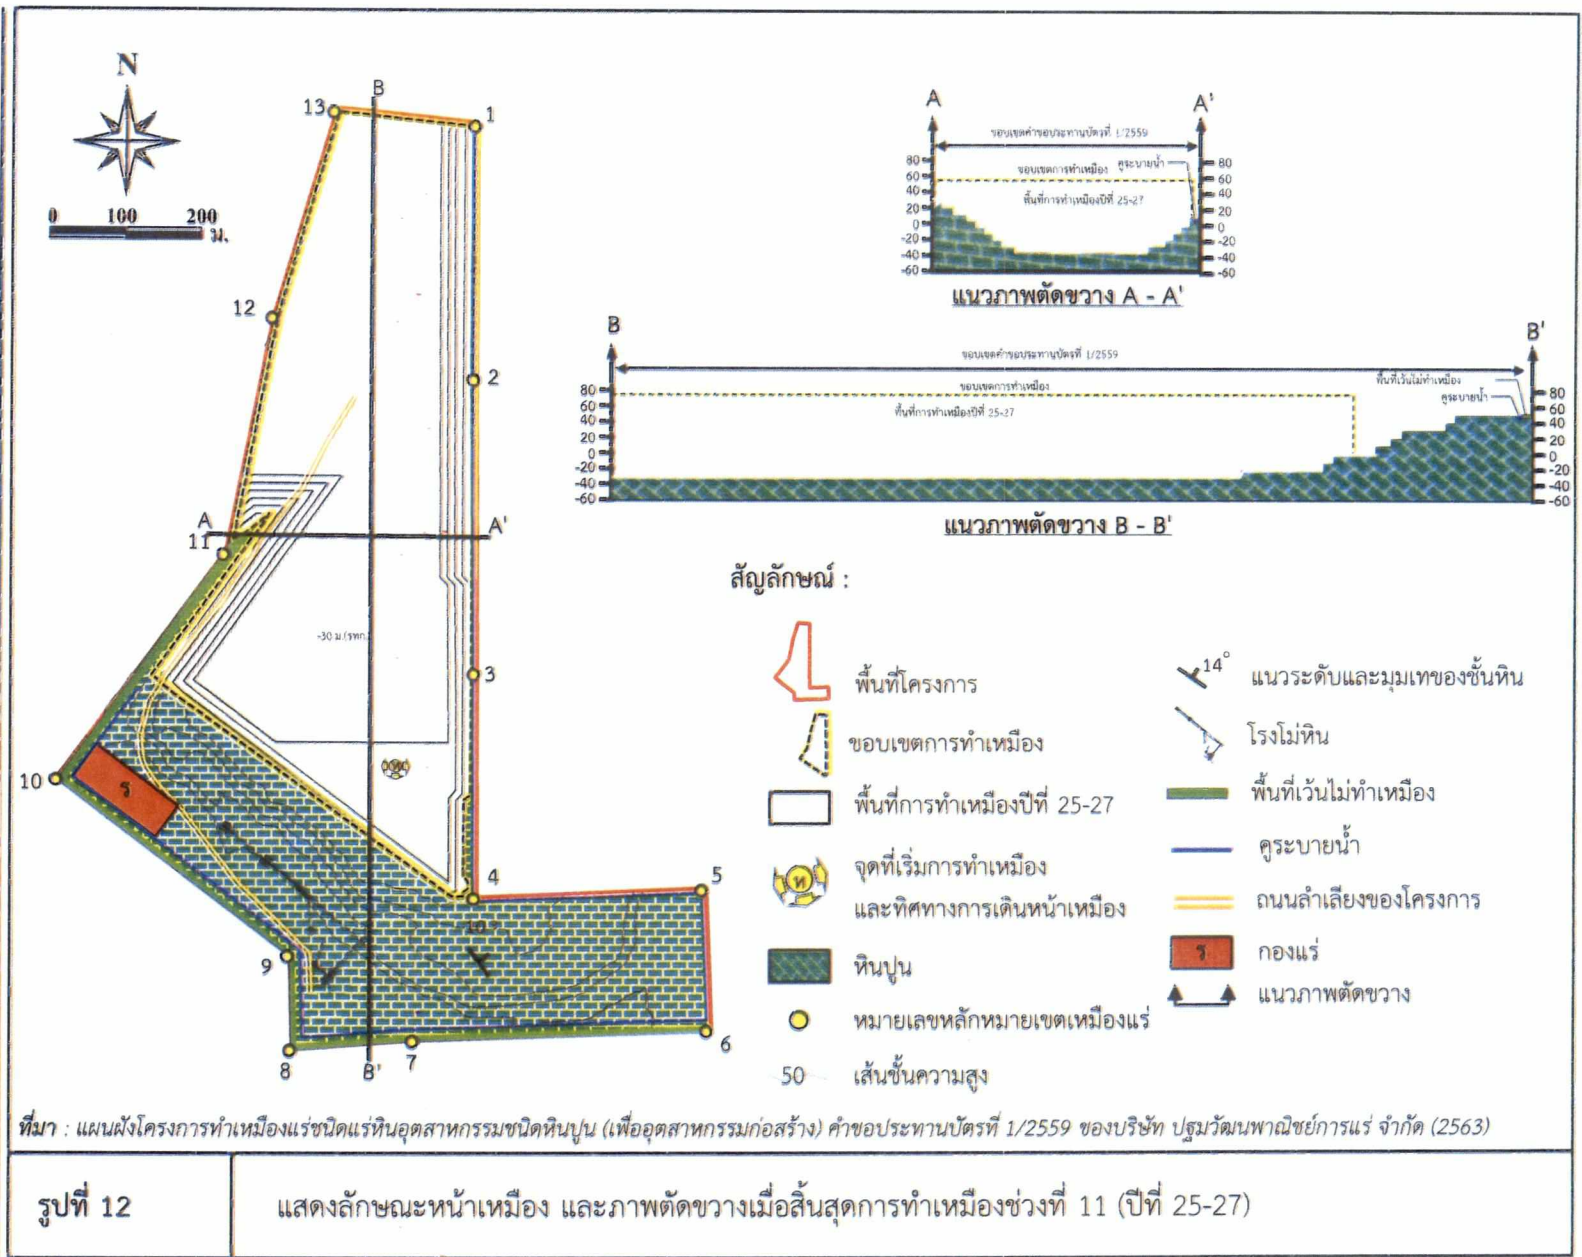 N
0 100 200
ม.
B
13
1
12
2
A
A'
11
-30 ม.(รทก.)
3
10
ร
4
5
10
9
8
7
6
B'
A
A'
ขอบเขตคำขอประทานบัตรที่ 1/2559
ขอบเขตการทำเหมือง
คูระบายน้ำ
พื้นที่การทำเหมืองปีที่ 25-27
80
60
40
20
0
-20
-40
-60
80
60
40
20
0
-20
-40
-60
แนวภาพตัดขวาง A - A'
B
B'
ขอบเขตคำขอประทานบัตรที่ 1/2559
ขอบเขตการทำเหมือง
พื้นที่เว้นไม่ทำเหมือง
คูระบายน้ำ
พื้นที่การทำเหมืองปีที่ 25-27
80
60
40
20
0
-20
-40
-60
80
60
40
20
0
-20
-40
-60
แนวภาพตัดขวาง B - B'
สัญลักษณ์ :
พื้นที่โครงการ
ขอบเขตการทำเหมือง
พื้นที่การทำเหมืองปีที่ 25-27
ท
จุดที่เริ่มการทำเหมือง
และทิศทางการเดินหน้าเหมือง
หินปูน
หมายเลขหลักหมายเขตเหมืองแร่
50 เส้นชั้นความสูง
14° แนวระดับและมุมเทของชั้นหิน
โรงโม่หิน
พื้นที่เว้นไม่ทำเหมือง
คูระบายน้ำ
ถนนลำเลียงของโครงการ
ร กองแร่
แนวภาพตัดขวาง
ที่มา : แผนผังโครงการทำเหมืองแร่ชนิดแร่หินอุตสาหกรรมชนิดหินปูน (เพื่ออุตสาหกรรมก่อสร้าง) คำขอประทานบัตรที่ 1/2559 ของบริษัท ปฐมวัฒนพาณิชย์การแร่ จำกัด (2563)
รูปที่ 12
แสดงลักษณะหน้าเหมือง และภาพตัดขวางเมื่อสิ้นสุดการทำเหมืองช่วงที่ 11 (ปีที่ 25-27)